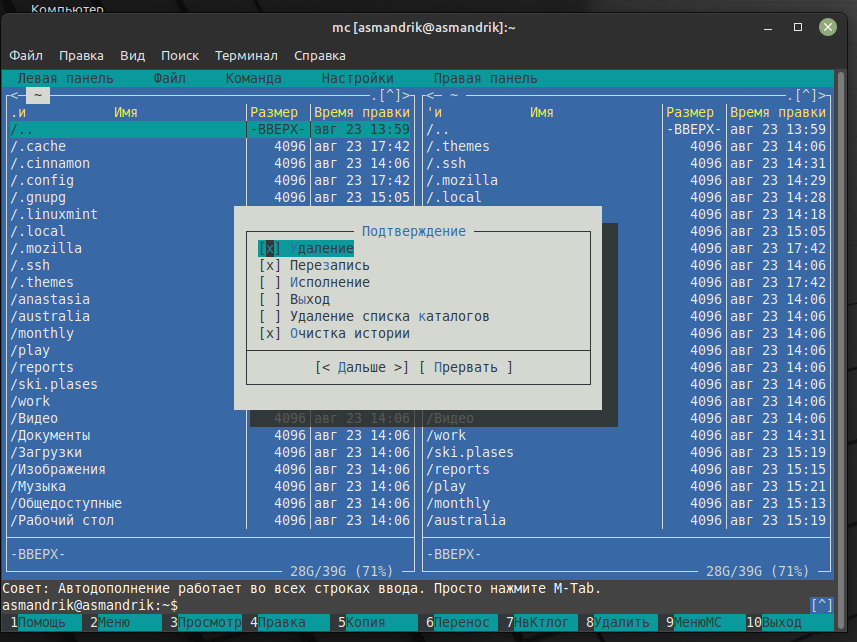 Компьютер
mc [asmandrik@asmandrik]:~
Файл Правка Вид Поиск Терминал Справка
Левая панель Файл Команда Настройки Правая панель
<─ ~ .[^]> <─ ~ .[^]>
.и Имя Размер Время правки 'и Имя Размер Время правки
/.. -ВВЕРХ- авг 23 13:59 /.. -ВВЕРХ- авг 23 13:59
/.cache 4096 авг 23 17:42 /.themes 4096 авг 23 14:06
/.cinnamon 4096 авг 23 14:06 /.ssh 4096 авг 23 14:31
/.config 4096 авг 23 17:42 /.mozilla 4096 авг 23 14:29
/.gnupg 4096 авг 23 15:05 /.local 4096 авг 23 14:28
/.linuxmint 4096 авг 23 14:18
/.local Подтверждение 4096 авг 23 15:05
/.mozilla [x] Удаление 4096 авг 23 17:42
/.ssh [x] Перезапись 4096 авг 23 14:06
/.themes [ ] Исполнение 4096 авг 23 17:42
/anastasia [ ] Выход 4096 авг 23 14:06
/australia [ ] Удаление списка каталогов 4096 авг 23 14:06
/monthly [x] Очистка истории 4096 авг 23 14:06
/play 4096 авг 23 14:06
/reports [< Дальше >] [ Прервать ] 4096 авг 23 14:06
/ski.plases 4096 авг 23 14:06
/work 4096 авг 23 14:06
/Видео 4096 авг 23 14:06 /Видео 4096 авг 23 14:06
/Документы 4096 авг 23 14:06 /work 4096 авг 23 14:31
/Загрузки 4096 авг 23 14:06 /ski.plases 4096 авг 23 15:19
/Изображения 4096 авг 23 14:06 /reports 4096 авг 23 15:15
/Музыка 4096 авг 23 14:06 /play 4096 авг 23 15:21
/Общедоступные 4096 авг 23 14:06 /monthly 4096 авг 23 15:13
/Рабочий стол 4096 авг 23 14:06 /australia 4096 авг 23 15:19
-ВВЕРХ- -ВВЕРХ-
28G/39G (71%) 28G/39G (71%)
Совет: Автодополнение работает во всех строках ввода. Просто нажмите M-Tab.
asmandrik@asmandrik:~$ [^]
1Помощь 2Меню 3Просмотр 4Правка 5Копия 6Перенос 7НвКтлог 8Удалить 9МенюМС 10Выход